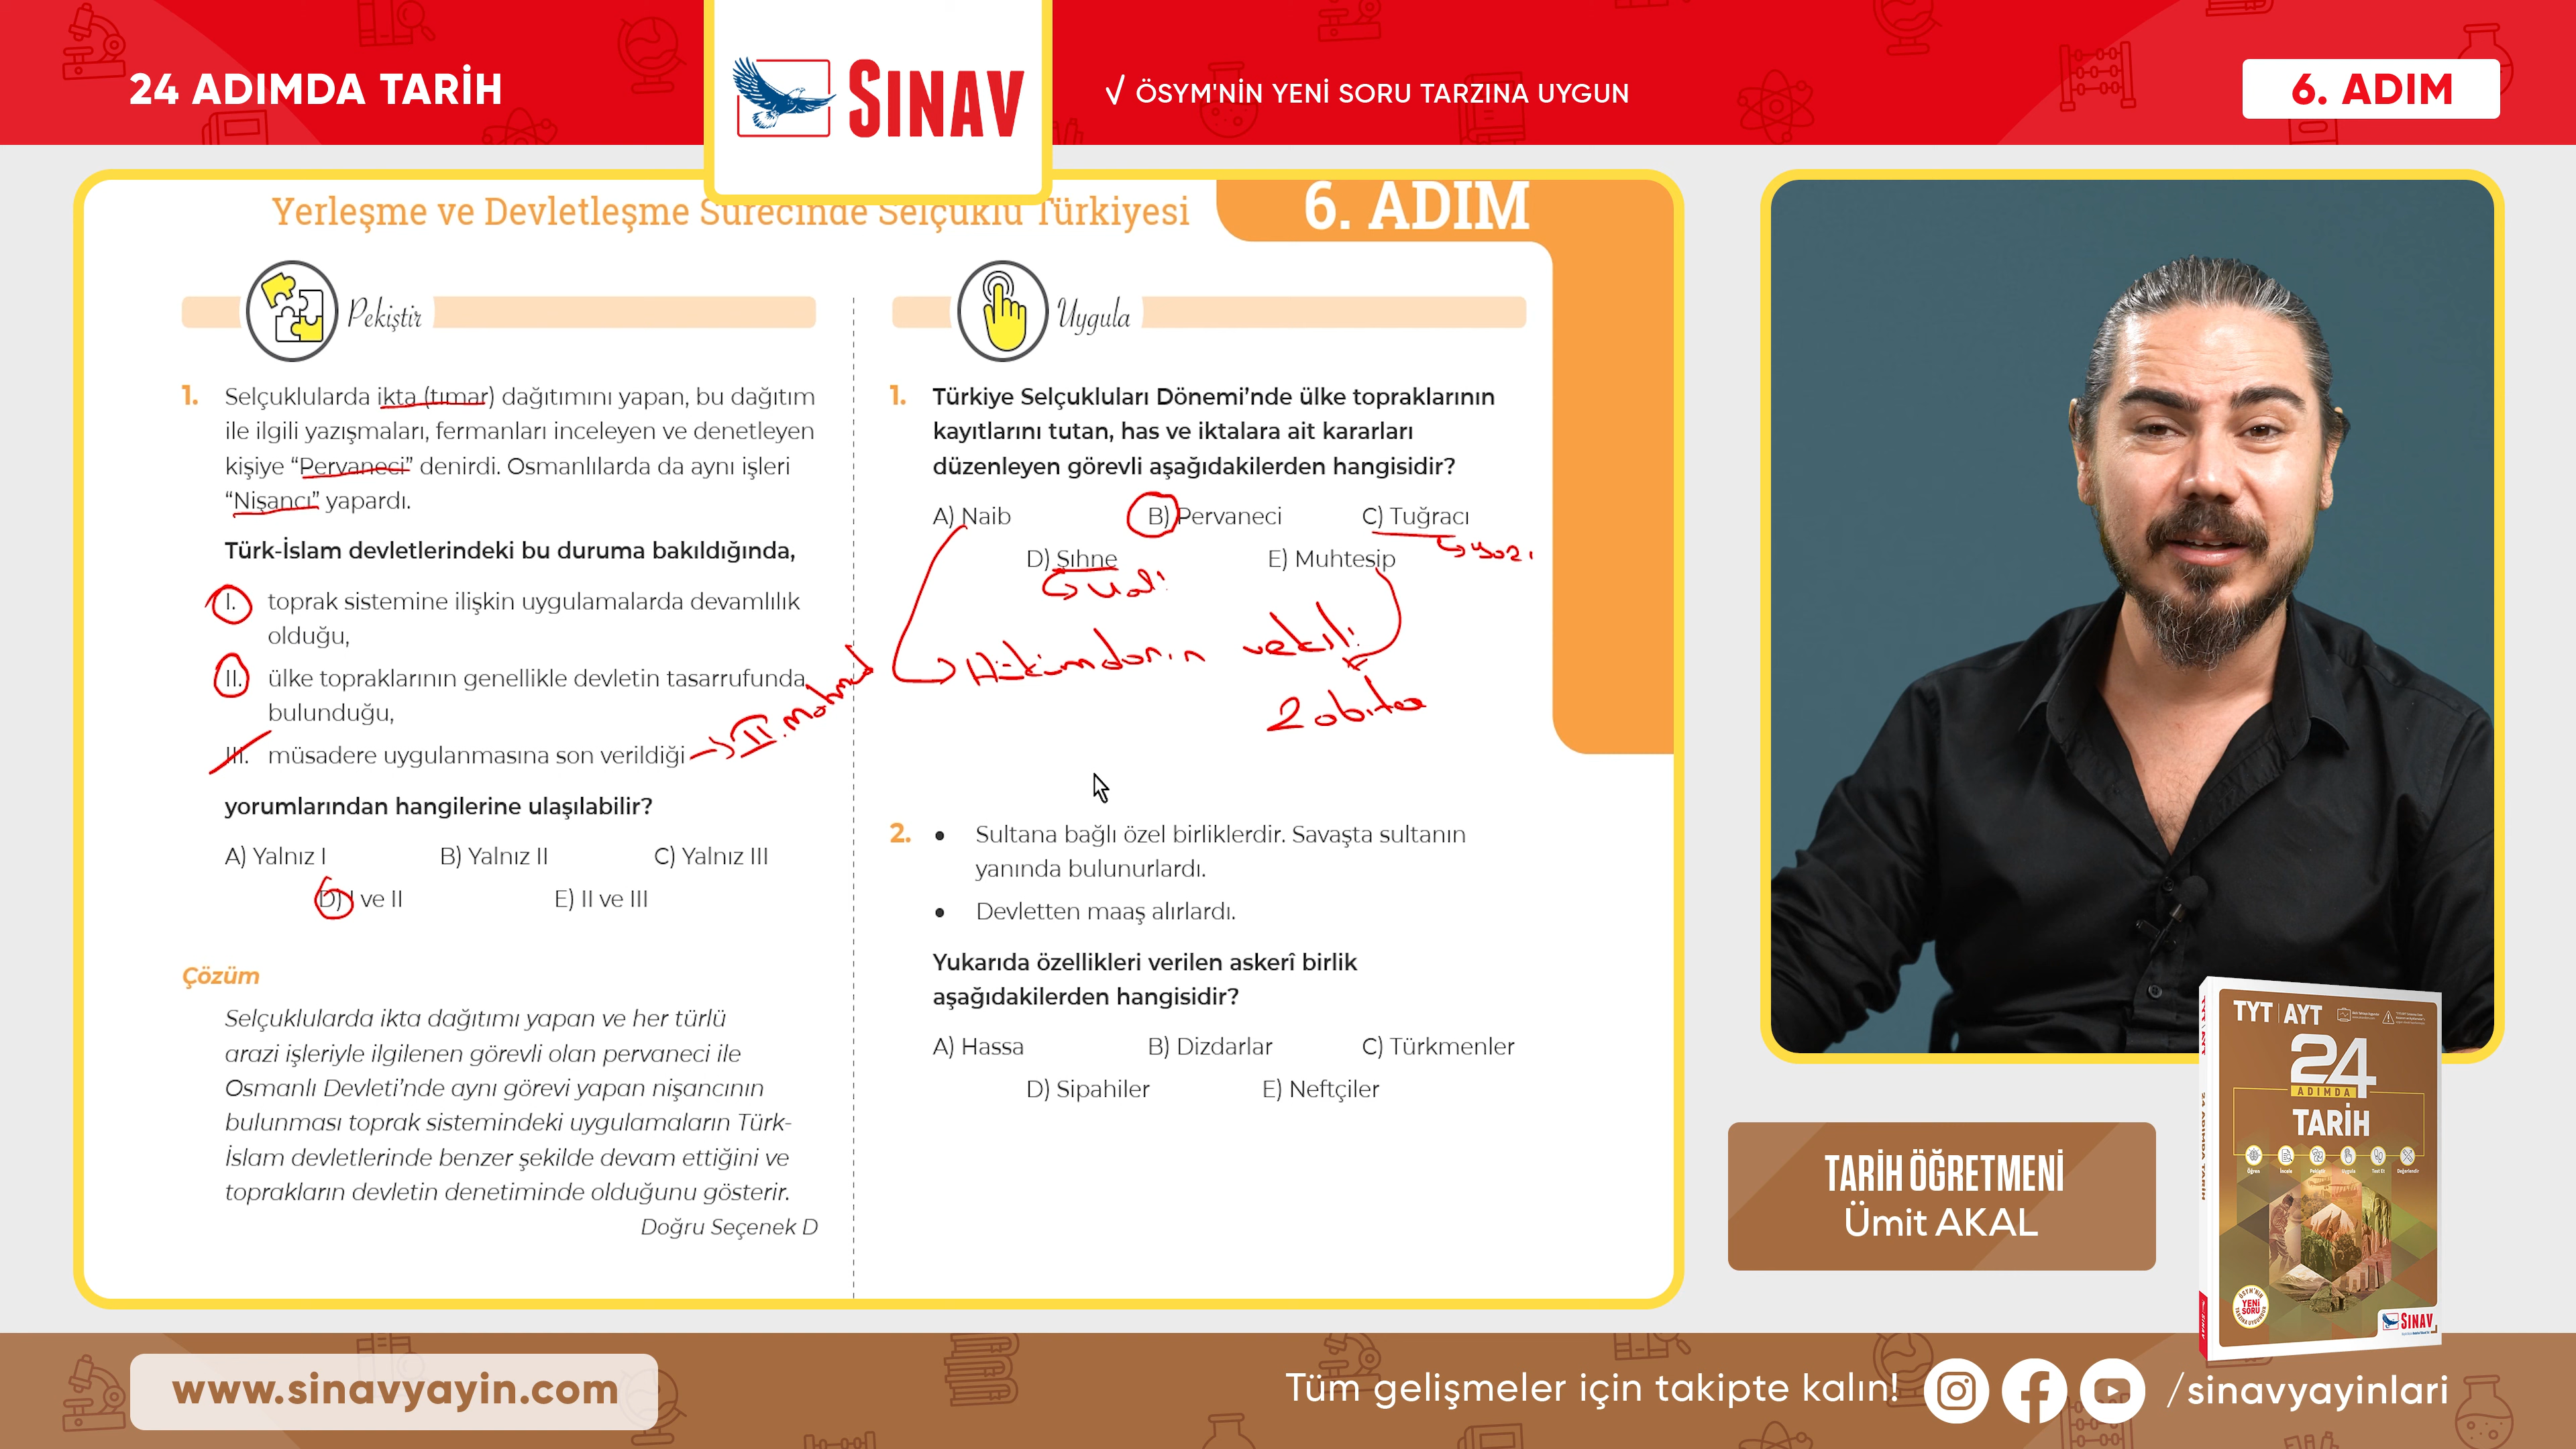 24 ADIMDA TARİH
SINAV
√ ÖSYM'NİN YENİ SORU TARZINA UYGUN
6. ADIM
Yerleşme ve Devletleşme Sürecinde Selçuklu Türkiyesi
6. ADIM
Pekiştir
1. Selçuklularda ikta (tımar) dağıtımını yapan, bu dağıtım
ile ilgili yazışmaları, fermanları inceleyen ve denetleyen
kişiye “Pervaneci” denirdi. Osmanlılarda da aynı işleri
“Nişancı” yapardı.
Türk-İslam devletlerindeki bu duruma bakıldığında,
I. toprak sistemine ilişkin uygulamalarda devamlılık
olduğu,
II. ülke topraklarının genellikle devletin tasarrufunda
bulunduğu,
III. müsadere uygulanmasına son verildiği
II. Mahmud
yorumlarından hangilerine ulaşılabilir?
A) Yalnız I B) Yalnız II C) Yalnız III
D) I ve II E) II ve III
Çözüm
Selçuklularda ikta dağıtımı yapan ve her türlü
arazi işleriyle ilgilenen görevli olan pervaneci ile
Osmanlı Devleti’nde aynı görevi yapan nişancının
bulunması toprak sistemindeki uygulamaların Türk-
İslam devletlerinde benzer şekilde devam ettiğini ve
toprakların devletin denetiminde olduğunu gösterir.
Doğru Seçenek D
Uygula
1. Türkiye Selçukluları Dönemi’nde ülke topraklarının
kayıtlarını tutan, has ve iktalara ait kararları
düzenleyen görevli aşağıdakilerden hangisidir?
A) Naib B) Pervaneci C) Tuğracı
yazı
D) Şıhne E) Muhtesip
Vali
Hükümdarın vekili
Zabıta
2. • Sultana bağlı özel birliklerdir. Savaşta sultanın
yanında bulunurlardı.
• Devletten maaş alırlardı.
Yukarıda özellikleri verilen askerî birlik
aşağıdakilerden hangisidir?
A) Hassa B) Dizdarlar C) Türkmenler
D) Sipahiler E) Neftçiler
TARİH ÖĞRETMENİ
Ümit AKAL
TYT | AYT
24
ADIMDA
TARİH
YENİ
SORU
SINAV
www.sinavyayin.com
Tüm gelişmeler için takipte kalın!
/sinavyayinlari